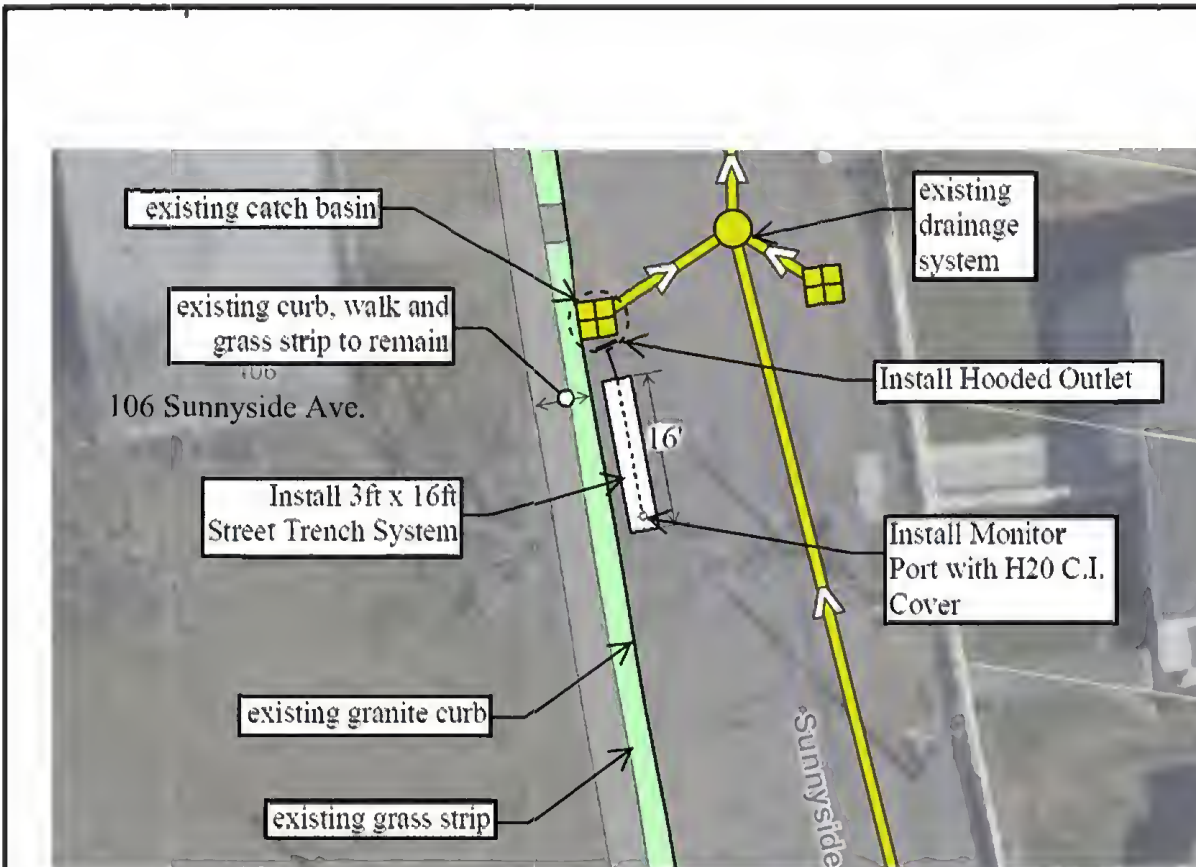 existing catch basin
existing
drainage
system
existing curb, walk and
grass strip to remain
106
106 Sunnyside Ave.
Install Hooded Outlet
16'
Install 3ft x 16ft
Street Trench System
Install Monitor
Port with H20 C.I.
Cover
existing granite curb
Sunnyside
existing grass strip